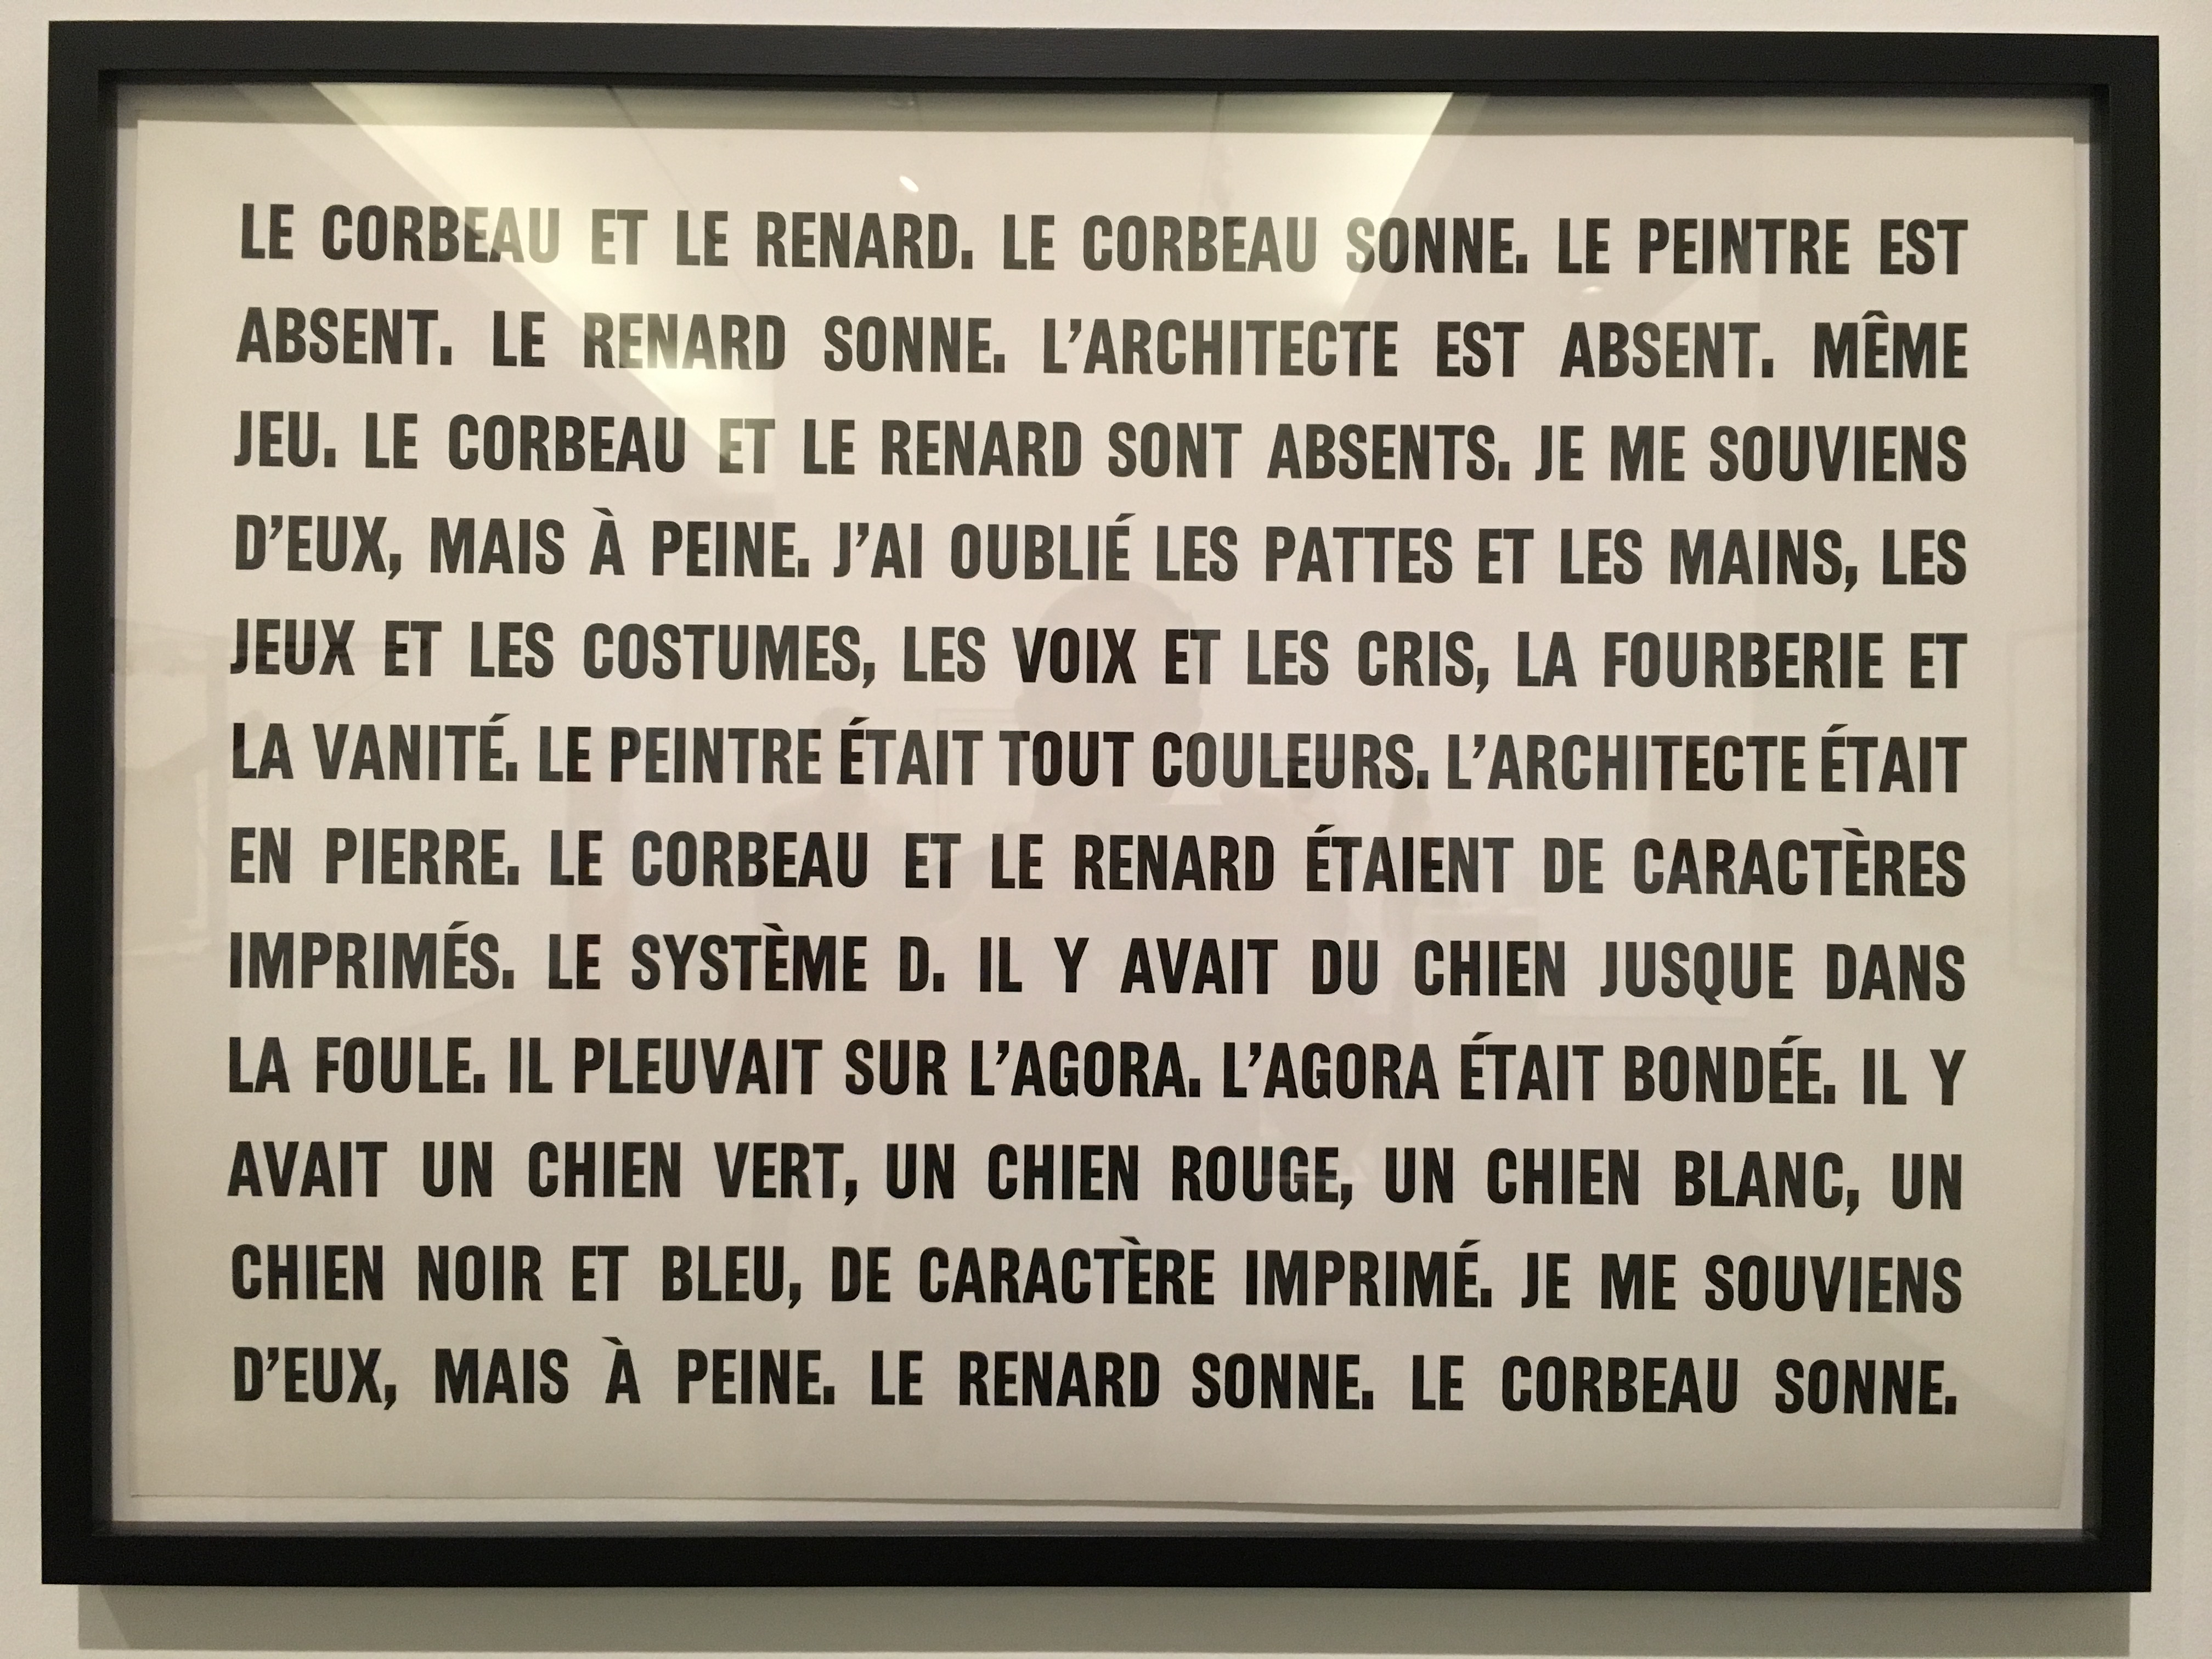 LE CORBEAU ET LE RENARD. LE CORBEAU SONNE. LE PEINTRE EST
ABSENT. LE RENARD SONNE. L’ARCHITECTE EST ABSENT. MÊME
JEU. LE CORBEAU ET LE RENARD SONT ABSENTS. JE ME SOUVIENS
D’EUX, MAIS À PEINE. J’AI OUBLIÉ LES PATTES ET LES MAINS, LES
JEUX ET LES COSTUMES, LES VOIX ET LES CRIS, LA FOURBERIE ET
LA VANITÉ. LE PEINTRE ÉTAIT TOUT COULEURS. L’ARCHITECTE ÉTAIT
EN PIERRE. LE CORBEAU ET LE RENARD ÉTAIENT DE CARACTÈRES
IMPRIMÉS. LE SYSTÈME D. IL Y AVAIT DU CHIEN JUSQUE DANS
LA FOULE. IL PLEUVAIT SUR L’AGORA. L’AGORA ÉTAIT BONDÉE. IL Y
AVAIT UN CHIEN VERT, UN CHIEN ROUGE, UN CHIEN BLANC, UN
CHIEN NOIR ET BLEU, DE CARACTÈRE IMPRIMÉ. JE ME SOUVIENS
D’EUX, MAIS À PEINE. LE RENARD SONNE. LE CORBEAU SONNE.